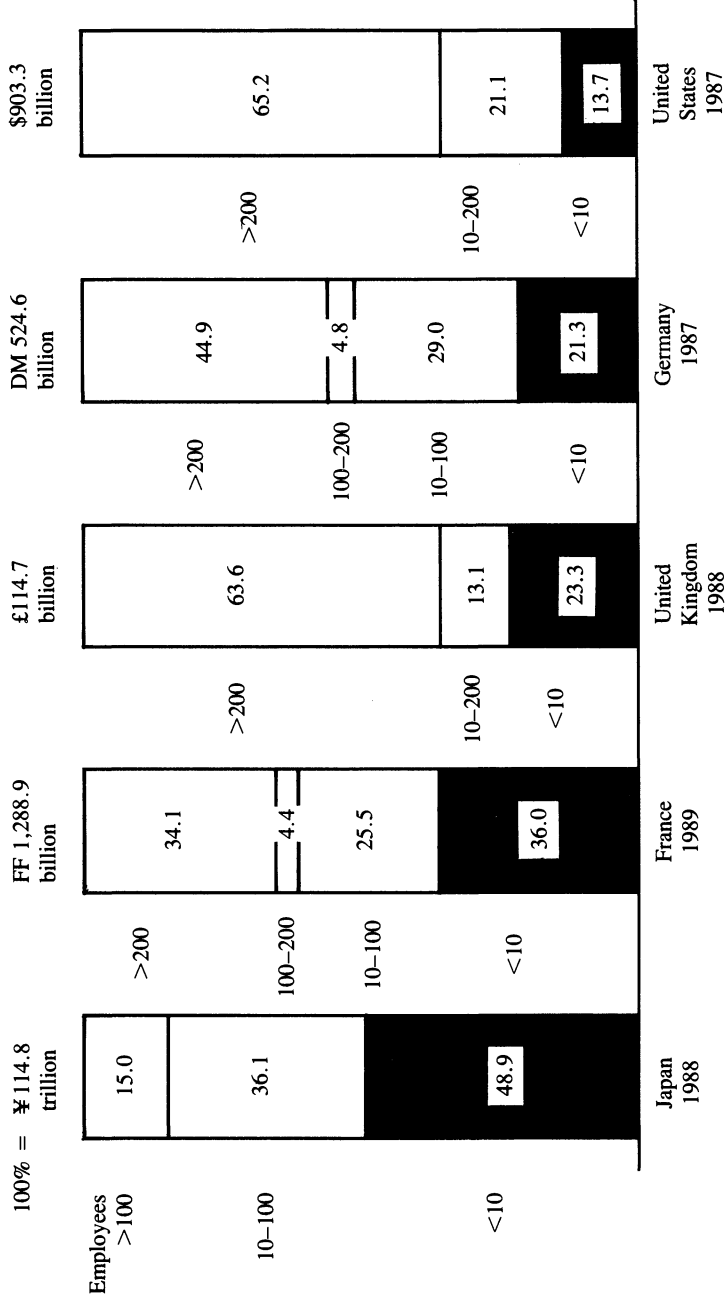 100% = ¥114.8
trillion
FF 1,288.9
billion
£114.7
billion
DM 524.6
billion
$903.3
billion
Employees
>100
10–100
<10
15.0
36.1
48.9
>200
100–200
10–100
<10
34.1
4.4
25.5
36.0
>200
10–200
<10
63.6
13.1
23.3
>200
100–200
10–100
<10
44.9
4.8
29.0
21.3
>200
10–200
<10
65.2
21.1
13.7
Japan
1988
France
1989
United
Kingdom
1988
Germany
1987
United
States
1987